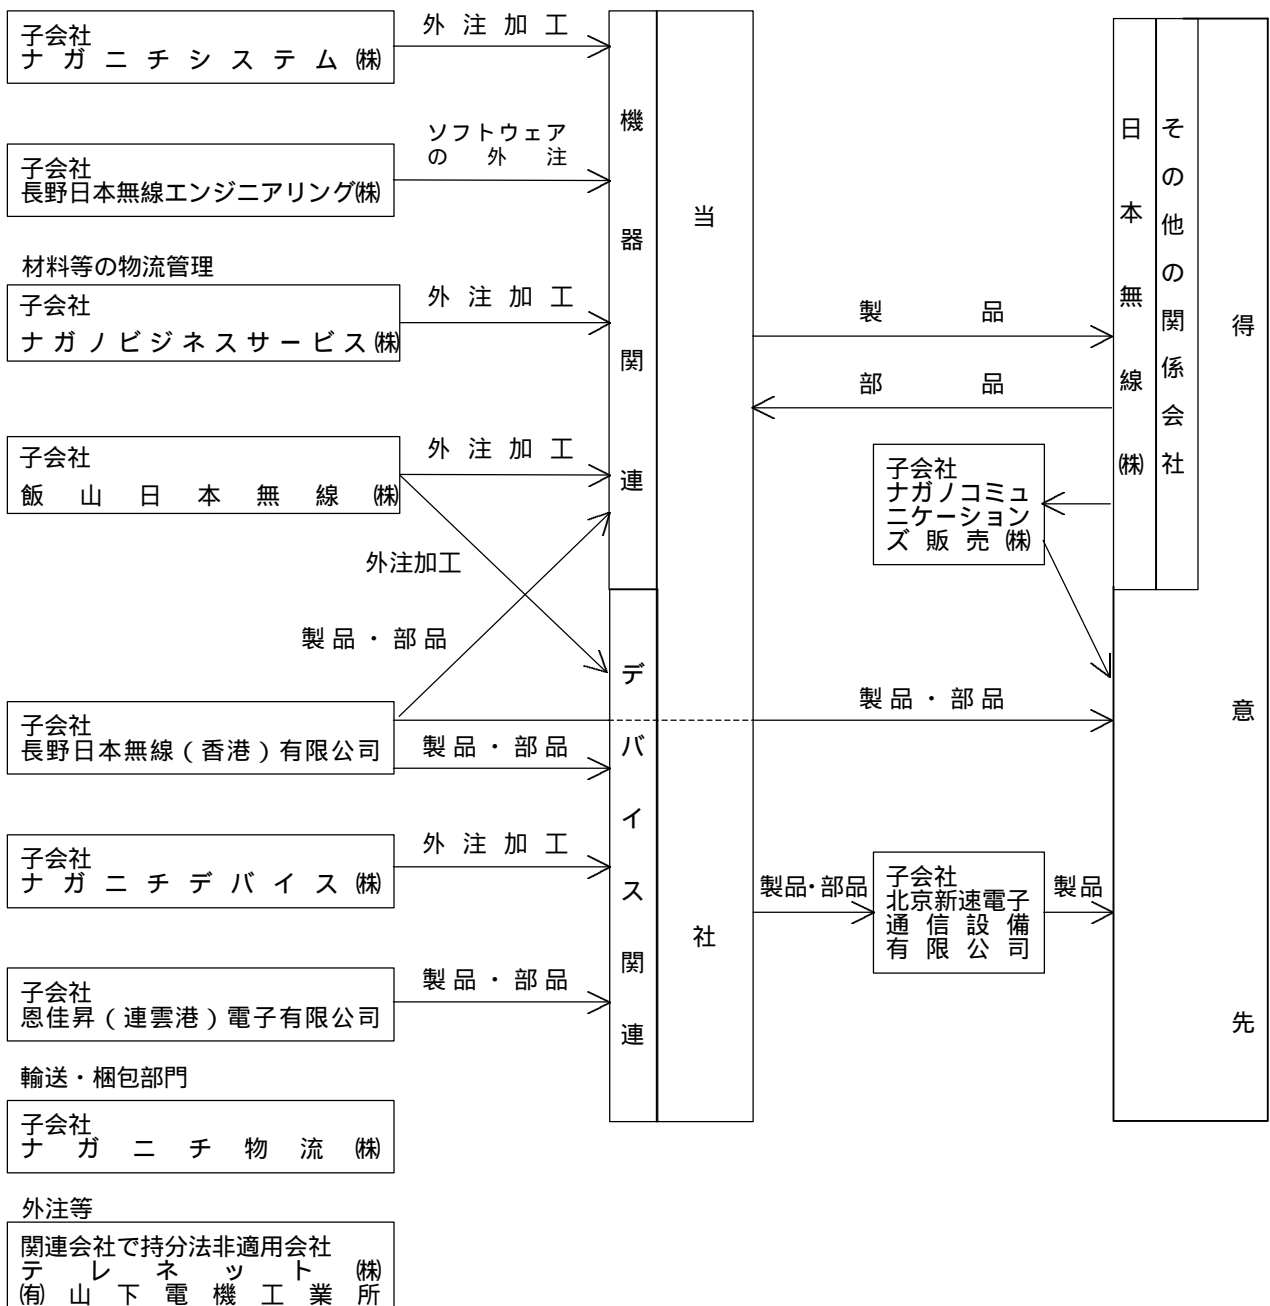 子会社
ナガニチシステム㈱
外注加工
子会社
長野日本無線エンジニアリング㈱
ソフトウェア
の外注
材料等の物流管理
子会社
ナガノビジネスサービス㈱
外注加工
子会社
飯山日本無線㈱
外注加工
外注加工
製品・部品
子会社
長野日本無線(香港)有限公司
製品・部品
子会社
ナガニチデバイス㈱
外注加工
子会社
恩佳昇(連雲港)電子有限公司
製品・部品
輸送・梱包部門
子会社
ナガニチ物流㈱
外注等
関連会社で持分法非適用会社
テレネット㈱
㈲山下電機工業所
機器関連
デバイス関連
当社
製品
部品
子会社
ナガノコミュ
ニケーション
ズ販売㈱
製品・部品
製品・部品
子会社
北京新速電子
通信設備
有限公司
製品
日本無線㈱
その他の関係会社
得意先